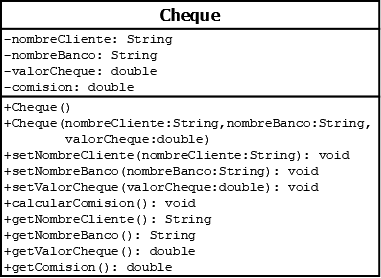 Cheque
-nombreCliente: String
-nombreBanco: String
-valorCheque: double
-comision: double
+Cheque()
+Cheque(nombreCliente:String,nombreBanco:String,
valorCheque:double)
+setNombreCliente(nombreCliente:String): void
+setNombreBanco(nombreBanco:String): void
+setValorCheque(valorCheque:double): void
+calcularComision(): void
+getNombreCliente(): String
+getNombreBanco(): String
+getValorCheque(): double
+getComision(): double